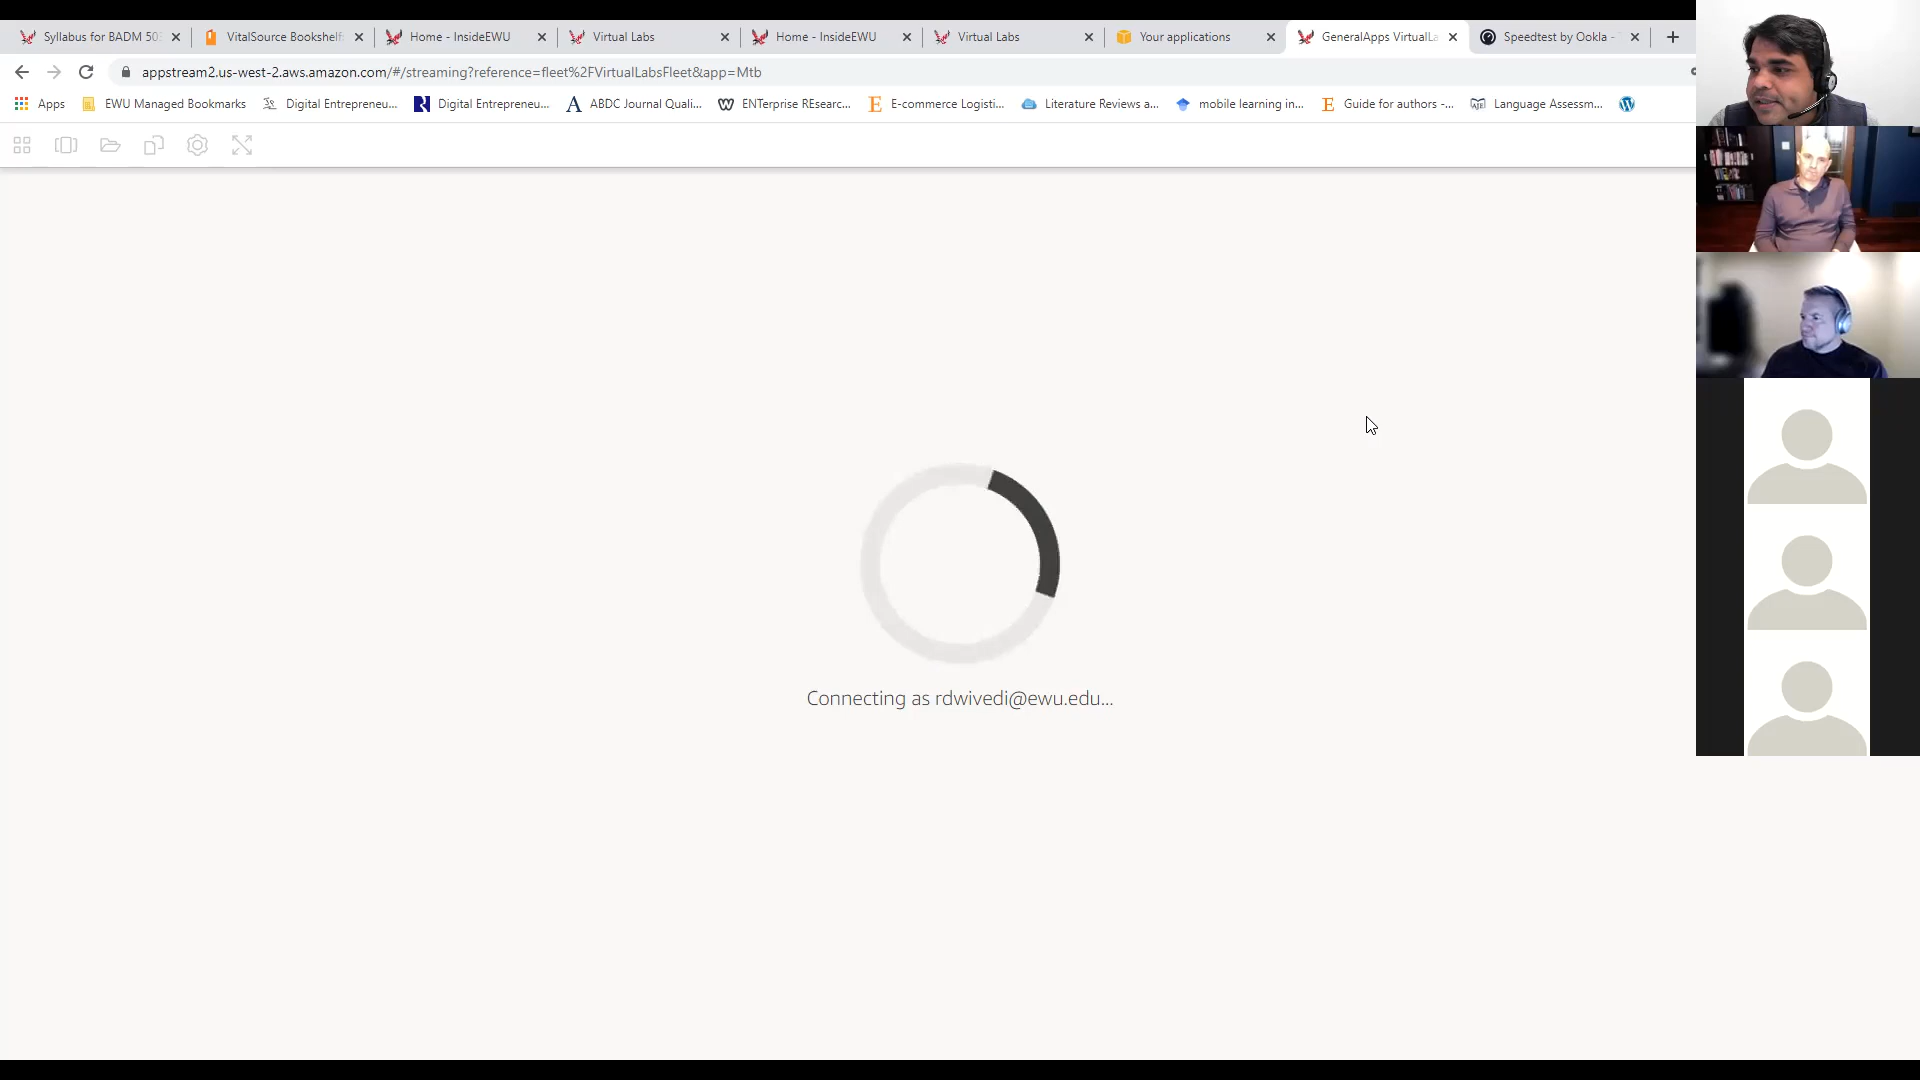 Syllabus for BADM 503
VitalSource Bookshelf:
Home - InsideEWU
Virtual Labs
Home - InsideEWU
Virtual Labs
Your applications
GeneralApps VirtualLa
Speedtest by Ookla -
appstream2.us-west-2.aws.amazon.com/#/streaming?reference=fleet%2FVirtualLabsFleet&app=Mtb
Apps
EWU Managed Bookmarks
Digital Entrepreneu...
Digital Entrepreneu...
ABDC Journal Quali...
ENTerprise REsearc...
E-commerce Logisti...
Literature Reviews a...
mobile learning in...
Guide for authors -...
Language Assessm...
Connecting as rdwivedi@ewu.edu...